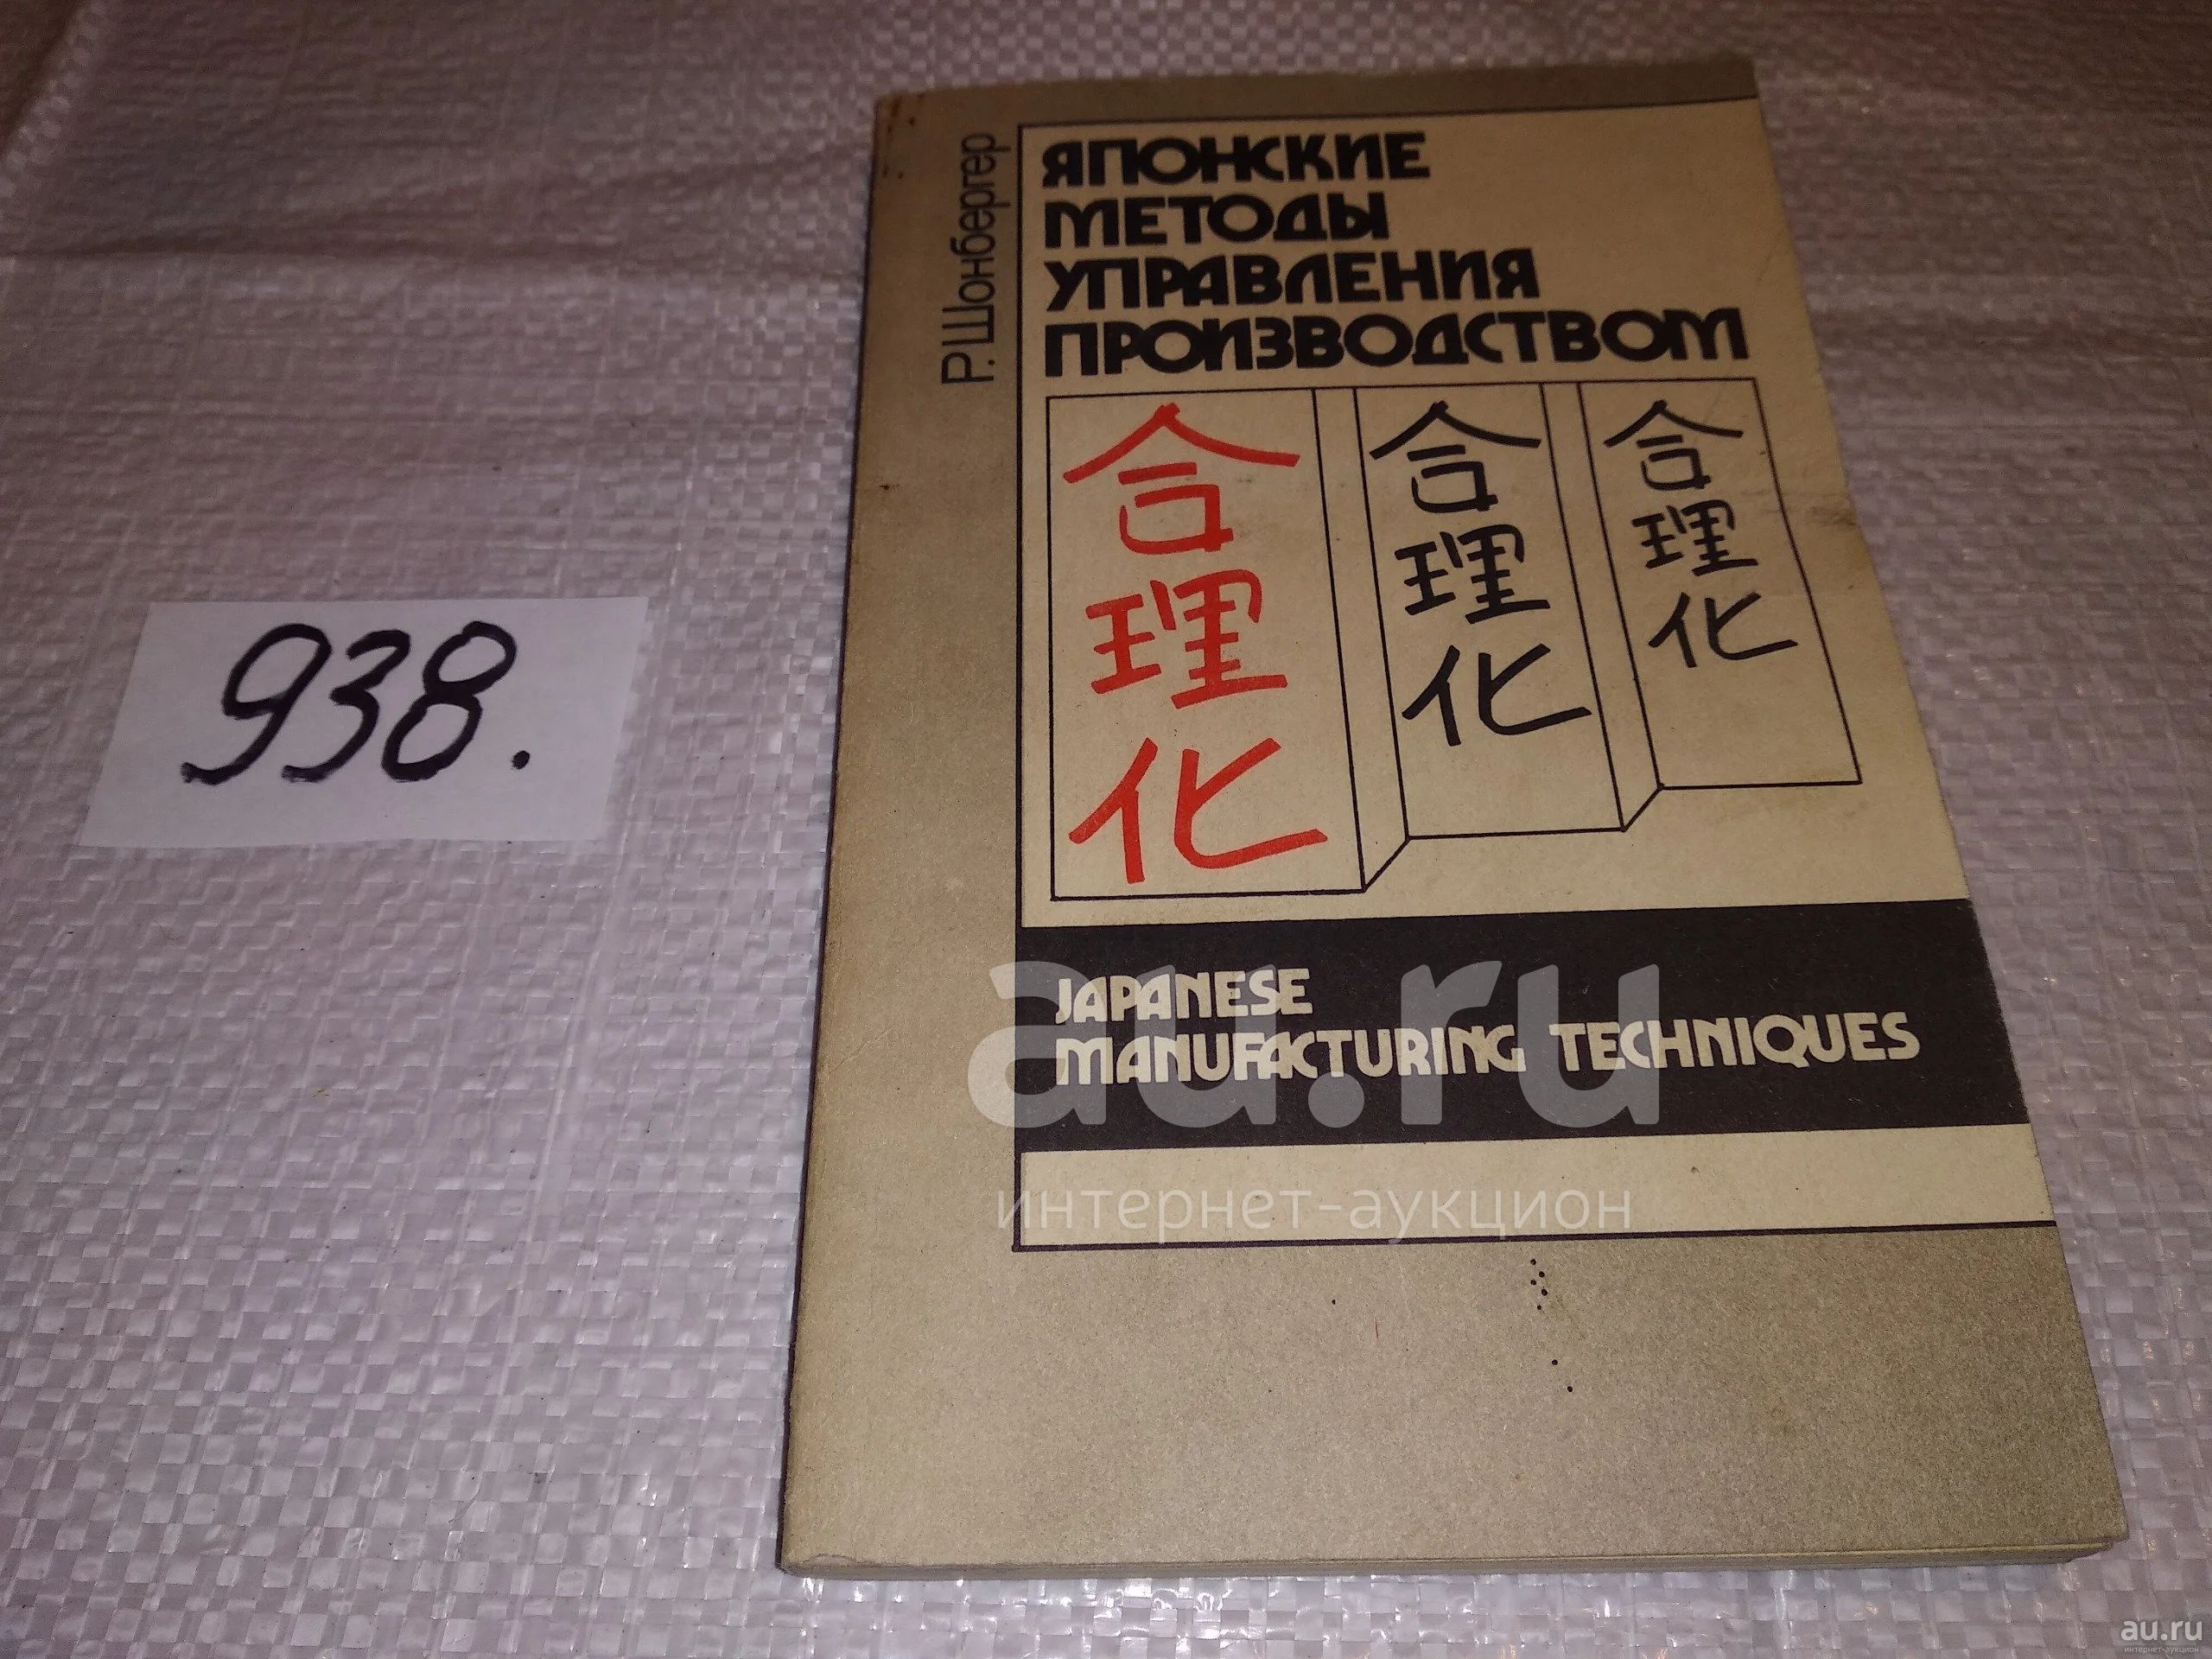 938.
Р. Шонбергер
ЯПОНСКИЕ
МЕТОДЫ
УПРАВЛЕНИЯ
ПРОИЗВОДСТВОМ
合理化
合理化
合理化
JAPANESE
MANUFACTURING TECHNIQUES
au.ru
интернет-аукцион
au.ru
интернет-аукцион